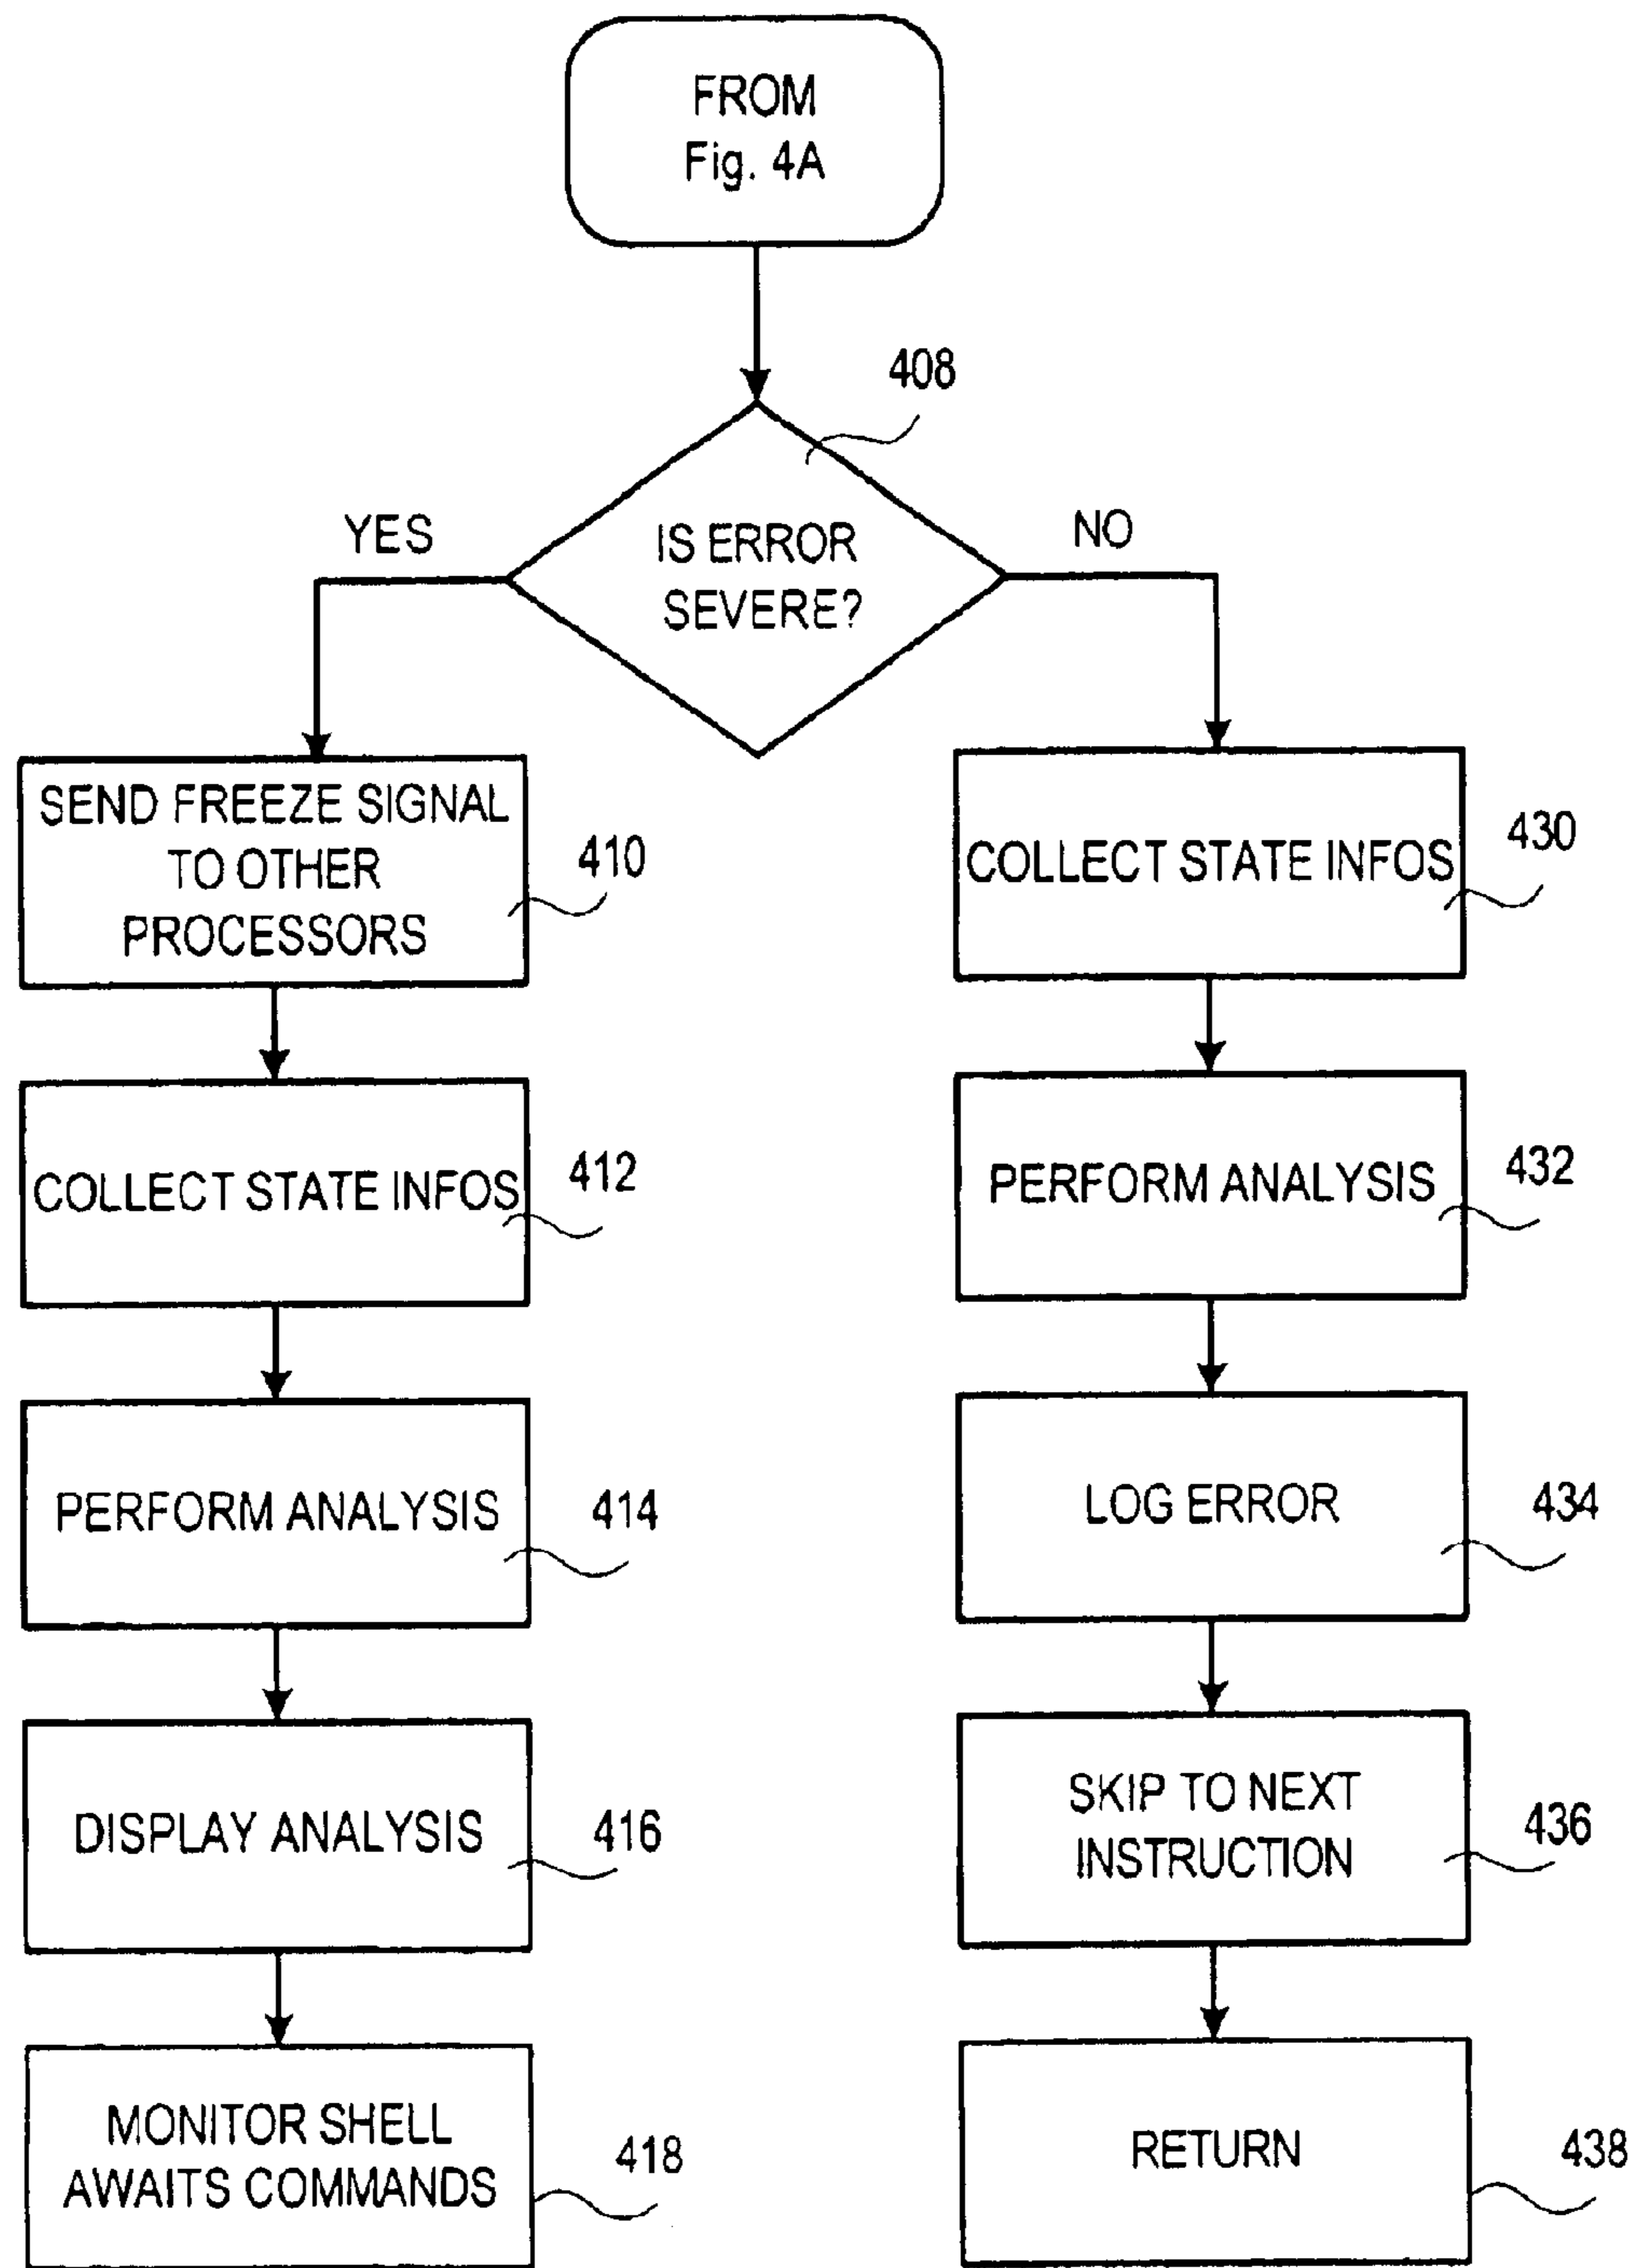 FROM
Fig. 4A
408
YES
IS ERROR
SEVERE?
NO
SEND FREEZE SIGNAL
TO OTHER
PROCESSORS
410
COLLECT STATE INFOS
412
PERFORM ANALYSIS
414
DISPLAY ANALYSIS
416
MONITOR SHELL
AWAITS COMMANDS
418
COLLECT STATE INFOS
430
PERFORM ANALYSIS
432
LOG ERROR
434
SKIP TO NEXT
INSTRUCTION
436
RETURN
438